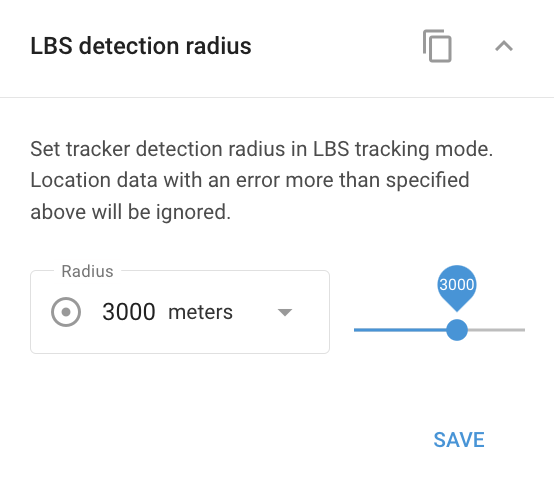 LBS detection radius
Set tracker detection radius in LBS tracking mode.
Location data with an error more than specified
above will be ignored.
Radius
3000 meters
3000
SAVE